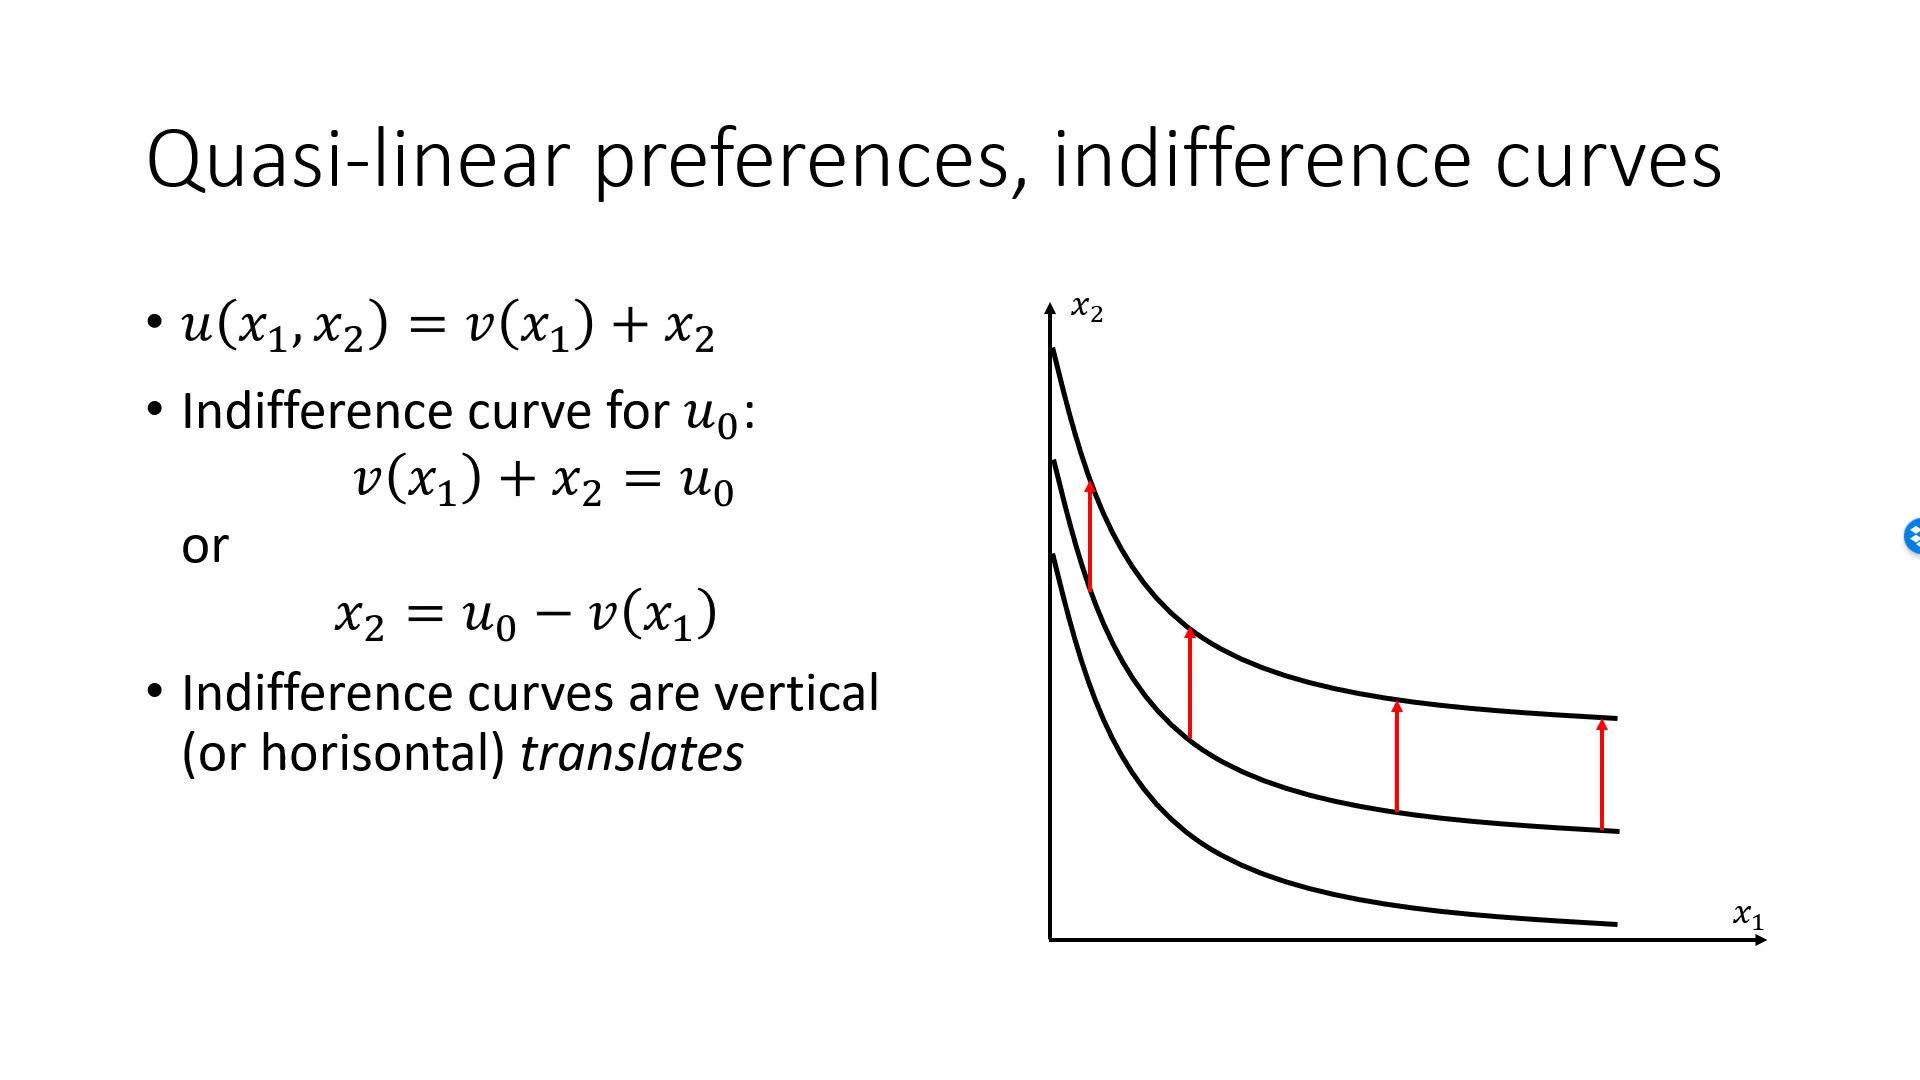 Quasi-linear preferences, indifference curves
• u(x₁, x₂) = v(x₁) + x₂
• Indifference curve for u₀:
v(x₁) + x₂ = u₀
or
x₂ = u₀ − v(x₁)
• Indifference curves are vertical
(or horisontal) translates
x₂
x₁